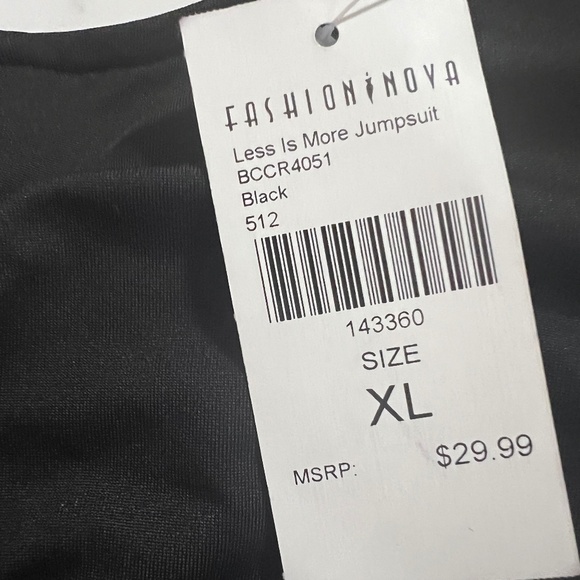 FASHION NOVA
Less Is More Jumpsuit
BCCR4051
Black
512
143360
SIZE
XL
MSRP: $29.99